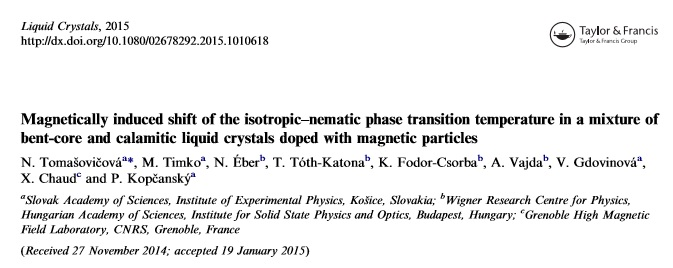 Liquid Crystals, 2015
http://dx.doi.org/10.1080/02678292.2015.1010618
Taylor & Francis
Taylor & Francis Group
Magnetically induced shift of the isotropic–nematic phase transition temperature in a mixture of
bent-core and calamitic liquid crystals doped with magnetic particles
N. Tomašovičová^a*, M. Timko^a, N. Éber^b, T. Tóth-Katona^b, K. Fodor-Csorba^b, A. Vajda^b, V. Gdovinová^a,
X. Chaud^c and P. Kopčanský^a
^aSlovak Academy of Sciences, Institute of Experimental Physics, Košice, Slovakia; ^bWigner Research Centre for Physics,
Hungarian Academy of Sciences, Institute for Solid State Physics and Optics, Budapest, Hungary; ^cGrenoble High Magnetic
Field Laboratory, CNRS, Grenoble, France
(Received 27 November 2014; accepted 19 January 2015)